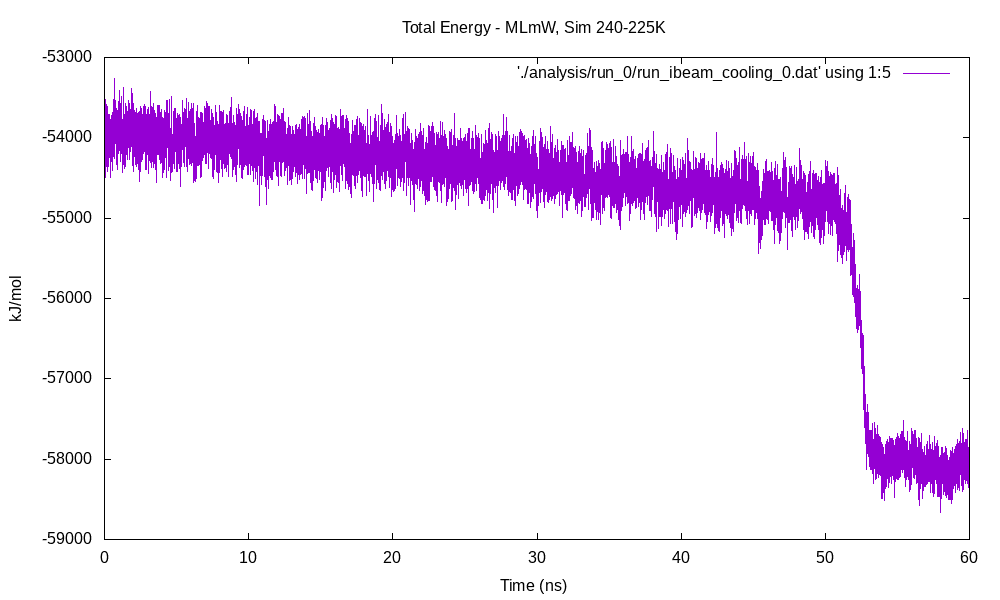 Total Energy - MLmW, Sim 240-225K
'./analysis/run_0/run_ibeam_cooling_0.dat' using 1:5
kJ/mol
-53000
-54000
-55000
-56000
-57000
-58000
-59000
0 10 20 30 40 50 60
Time (ns)